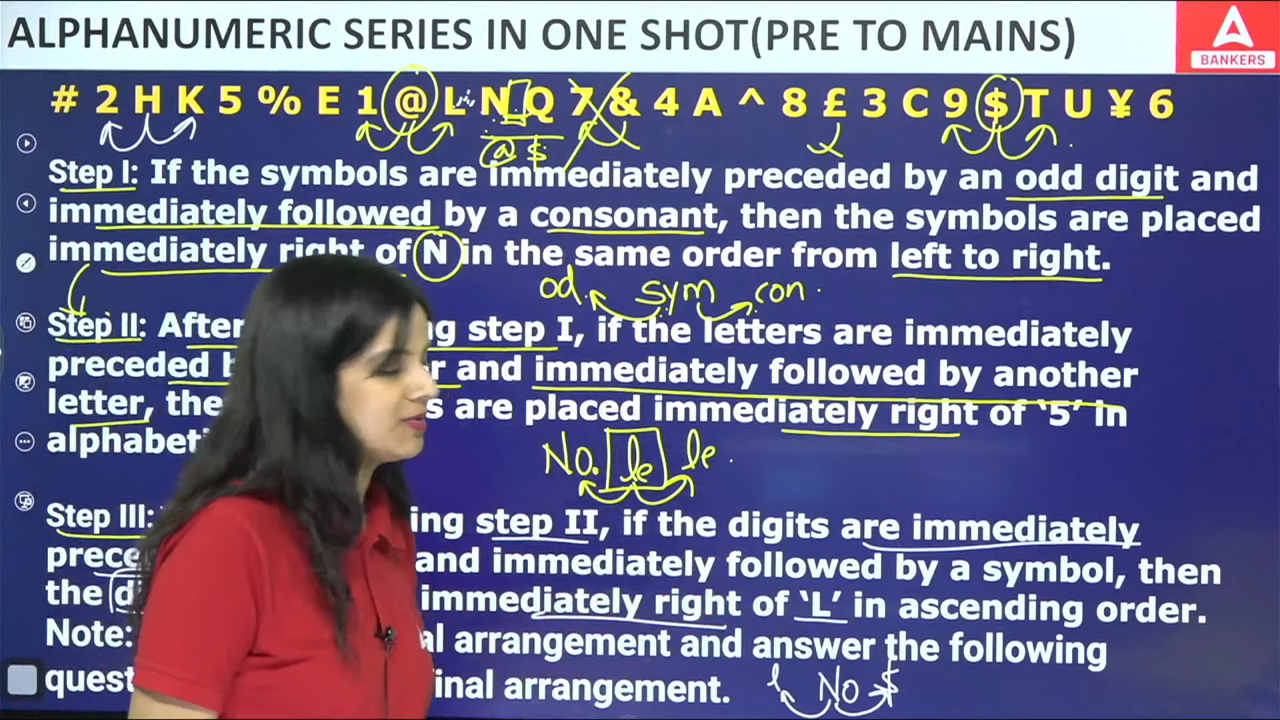 ALPHANUMERIC SERIES IN ONE SHOT(PRE TO MAINS)
A
BANKERS
# 2 H K 5 % E 1 @ L N Q 7 & 4 A ^ 8 £ 3 C 9 $ T U ¥ 6
@ $
Step I: If the symbols are immediately preceded by an odd digit and
immediately followed by a consonant, then the symbols are placed
immediately right of N in the same order from left to right.
od. sym con.
Step II: After ng step I, if the letters are immediately
preceded b r and immediately followed by another
letter, the s are placed immediately right of ‘5’ in
alphabeti
No. le le.
Step III: ing step II, if the digits are immediately
prece and immediately followed by a symbol, then
the d immediately right of ‘L’ in ascending order.
Note: al arrangement and answer the following
quest inal arrangement.
l No $